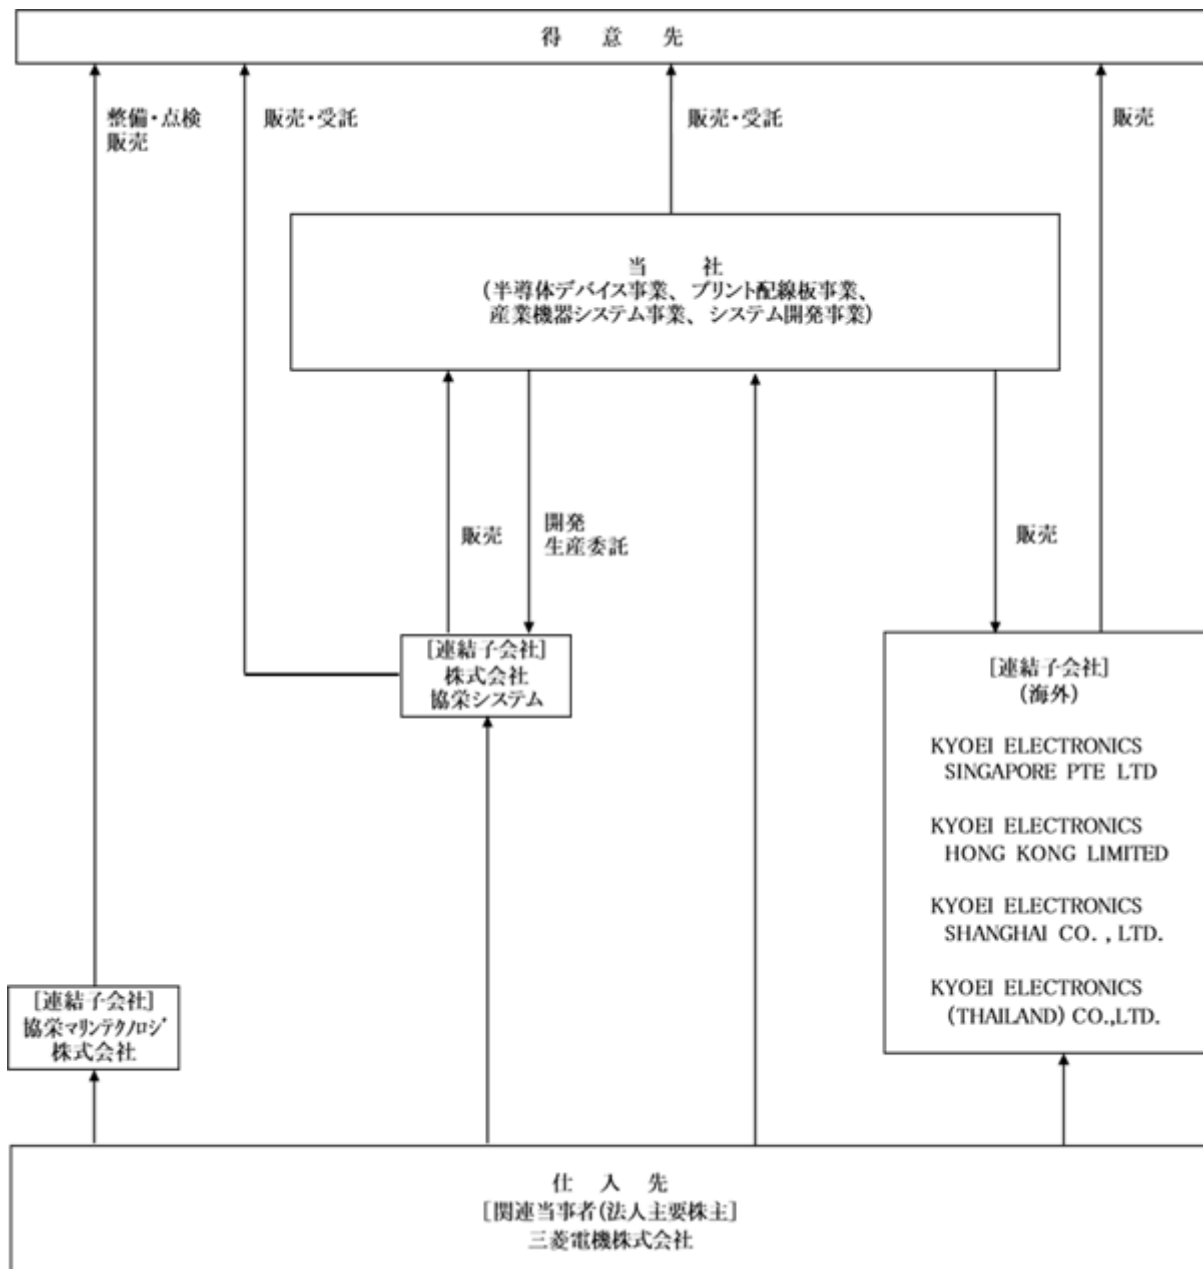 得 意 先
整備・点検
販売
販売・受託
販売・受託
販売
当 社
(半導体デバイス事業、プリント配線板事業、
産業機器システム事業、システム開発事業)
販売
開発
生産委託
販売
[連結子会社]
株式会社
協栄システム
[連結子会社]
(海外)
KYOEI ELECTRONICS
SINGAPORE PTE LTD
KYOEI ELECTRONICS
HONG KONG LIMITED
KYOEI ELECTRONICS
SHANGHAI CO. , LTD.
KYOEI ELECTRONICS
(THAILAND) CO.,LTD.
[連結子会社]
協栄マリンテクノロジ
株式会社
仕 入 先
[関連当事者(法人主要株主]
三菱電機株式会社